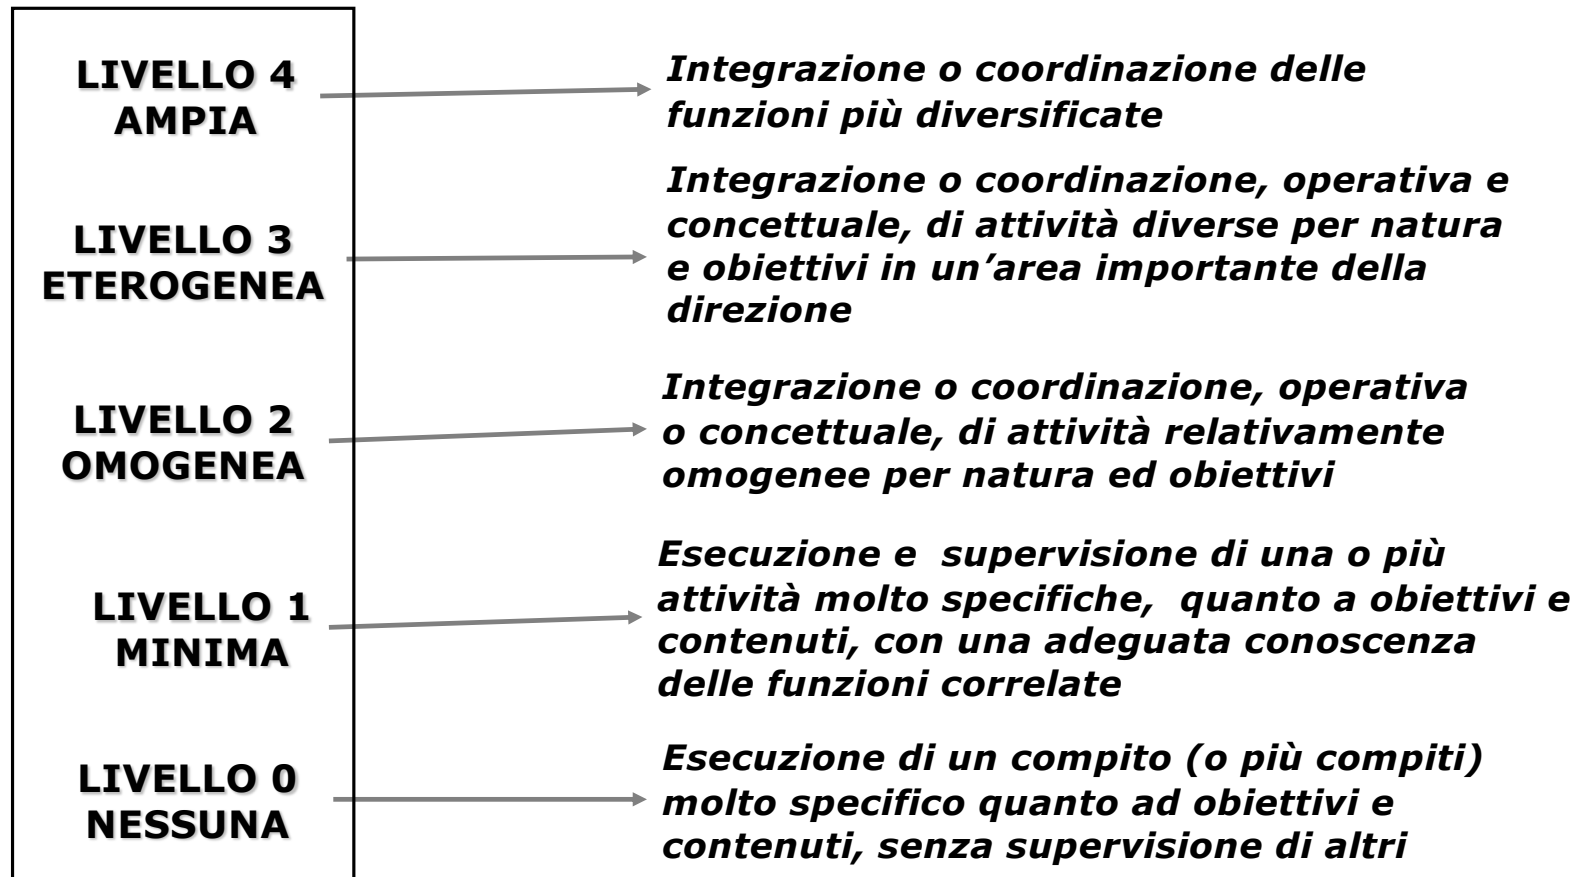 LIVELLO 4
AMPIA
Integrazione o coordinazione delle
funzioni più diversificate
LIVELLO 3
ETEROGENEA
Integrazione o coordinazione, operativa e
concettuale, di attività diverse per natura
e obiettivi in un’area importante della
direzione
LIVELLO 2
OMOGENEA
Integrazione o coordinazione, operativa
o concettuale, di attività relativamente
omogenee per natura ed obiettivi
LIVELLO 1
MINIMA
Esecuzione e  supervisione di una o più
attività molto specifiche,  quanto a obiettivi e
contenuti, con una adeguata conoscenza
delle funzioni correlate
LIVELLO 0
NESSUNA
Esecuzione di un compito (o più compiti)
molto specifico quanto ad obiettivi e
contenuti, senza supervisione di altri